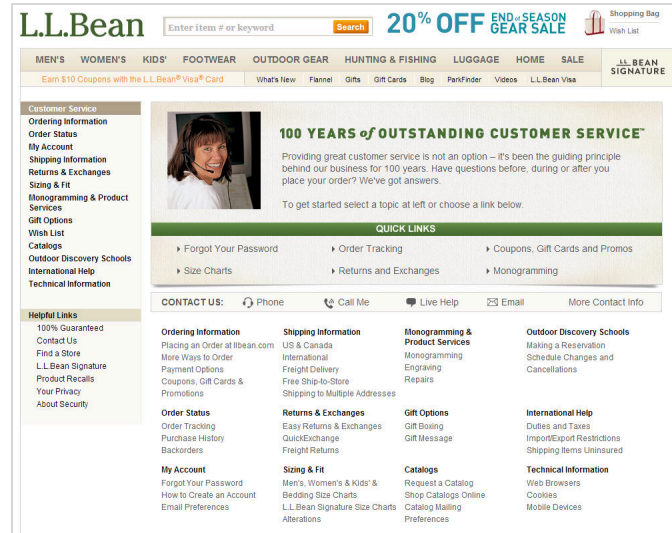 L.L.Bean
Enter item # or keyword
Search
20% OFF END of SEASON GEAR SALE
Shopping Bag
Wish List
MEN'S WOMEN'S KIDS' FOOTWEAR OUTDOOR GEAR HUNTING & FISHING LUGGAGE HOME SALE
L.L.BEAN
SIGNATURE
Earn $10 Coupons with the L.L.Bean® Visa® Card
What's New Flannel Gifts Gift Cards Blog ParkFinder Videos L.L.Bean Visa
Customer Service
Ordering Information
Order Status
My Account
Shipping Information
Returns & Exchanges
Sizing & Fit
Monogramming & Product
Services
Gift Options
Wish List
Catalogs
Outdoor Discovery Schools
International Help
Technical Information
Helpful Links
100% Guaranteed
Contact Us
Find a Store
L.L.Bean Signature
Product Recalls
Your Privacy
About Security
100 YEARS of OUTSTANDING CUSTOMER SERVICE™
Providing great customer service is not an option – it's been the guiding principle
behind our business for 100 years. Have questions before, during or after you
place your order? We've got answers.
To get started select a topic at left or choose a link below.
QUICK LINKS
Forgot Your Password
Order Tracking
Coupons, Gift Cards and Promos
Size Charts
Returns and Exchanges
Monogramming
CONTACT US: Phone Call Me Live Help Email More Contact Info
Ordering Information
Placing an Order at llbean.com
More Ways to Order
Payment Options
Coupons, Gift Cards &
Promotions
Shipping Information
US & Canada
International
Freight Delivery
Free Ship-to-Store
Shipping to Multiple Addresses
Monogramming &
Product Services
Monogramming
Engraving
Repairs
Outdoor Discovery Schools
Making a Reservation
Schedule Changes and
Cancellations
Order Status
Order Tracking
Purchase History
Backorders
Returns & Exchanges
Easy Returns & Exchanges
QuickExchange
Freight Returns
Gift Options
Gift Boxing
Gift Message
International Help
Duties and Taxes
Import/Export Restrictions
Shipping Items Uninsured
My Account
Forgot Your Password
How to Create an Account
Email Preferences
Sizing & Fit
Men's, Women's & Kids' &
Bedding Size Charts
L.L.Bean Signature Size Charts
Alterations
Catalogs
Request a Catalog
Shop Catalogs Online
Catalog Mailing
Preferences
Technical Information
Web Browsers
Cookies
Mobile Devices